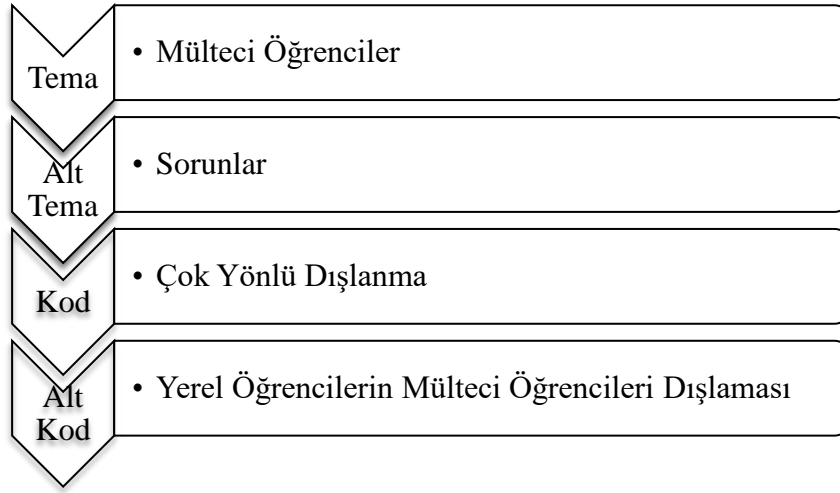 Tema
• Mülteci Öğrenciler
Alt
Tema
• Sorunlar
Kod
• Çok Yönlü Dışlanma
Alt
Kod
• Yerel Öğrencilerin Mülteci Öğrencileri Dışlaması